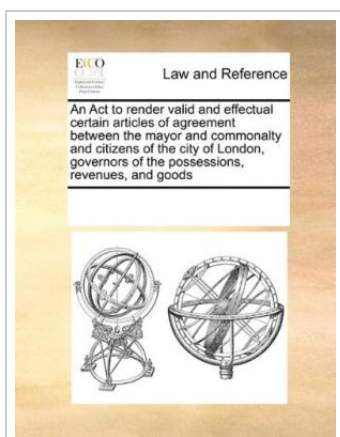 ECCO
Law and Reference
An Act to render valid and effectual
certain articles of agreement
between the mayor and commonalty
and citizens of the city of London,
governors of the possessions,
revenues, and goods